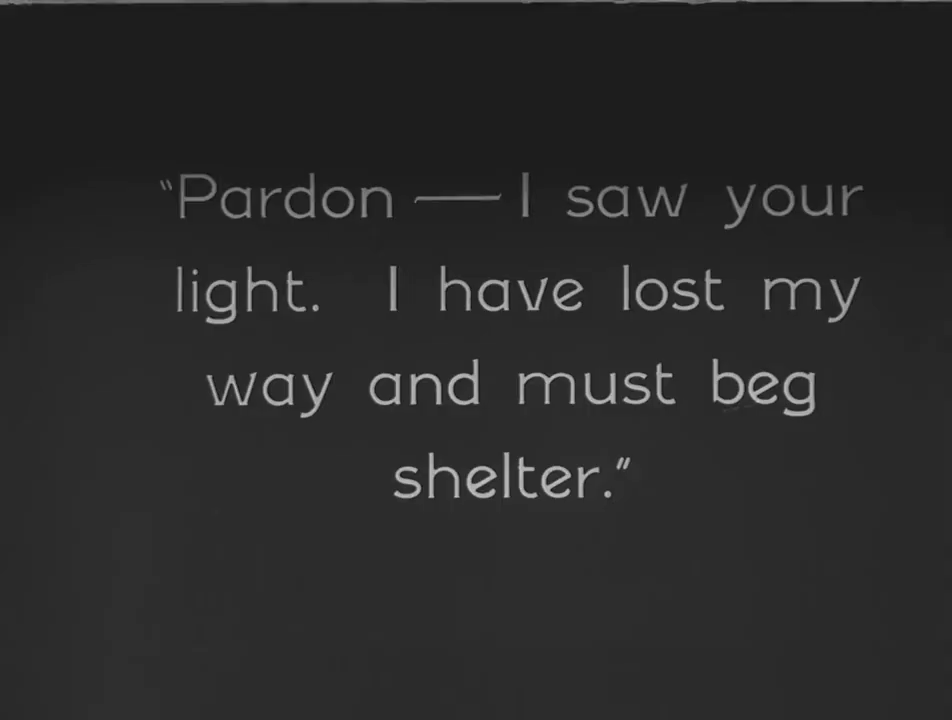 "Pardon — I saw your
light. I have lost my
way and must beg
shelter."